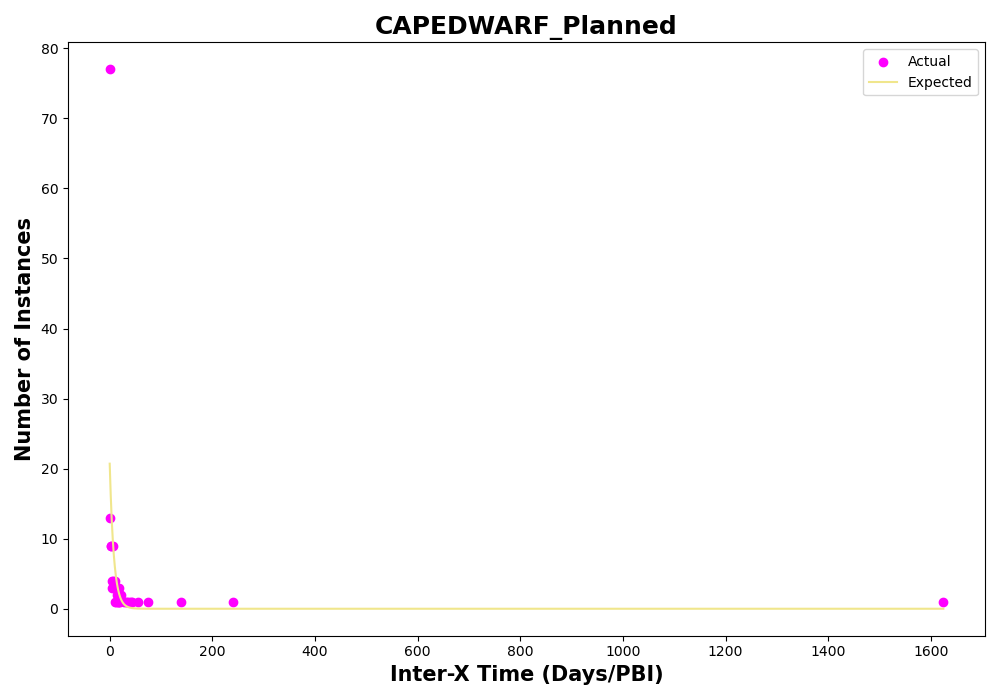 CAPEDWARF_Planned
Actual
Expected
80
70
60
50
40
30
20
10
0
Number of Instances
0 200 400 600 800 1000 1200 1400 1600
Inter-X Time (Days/PBI)